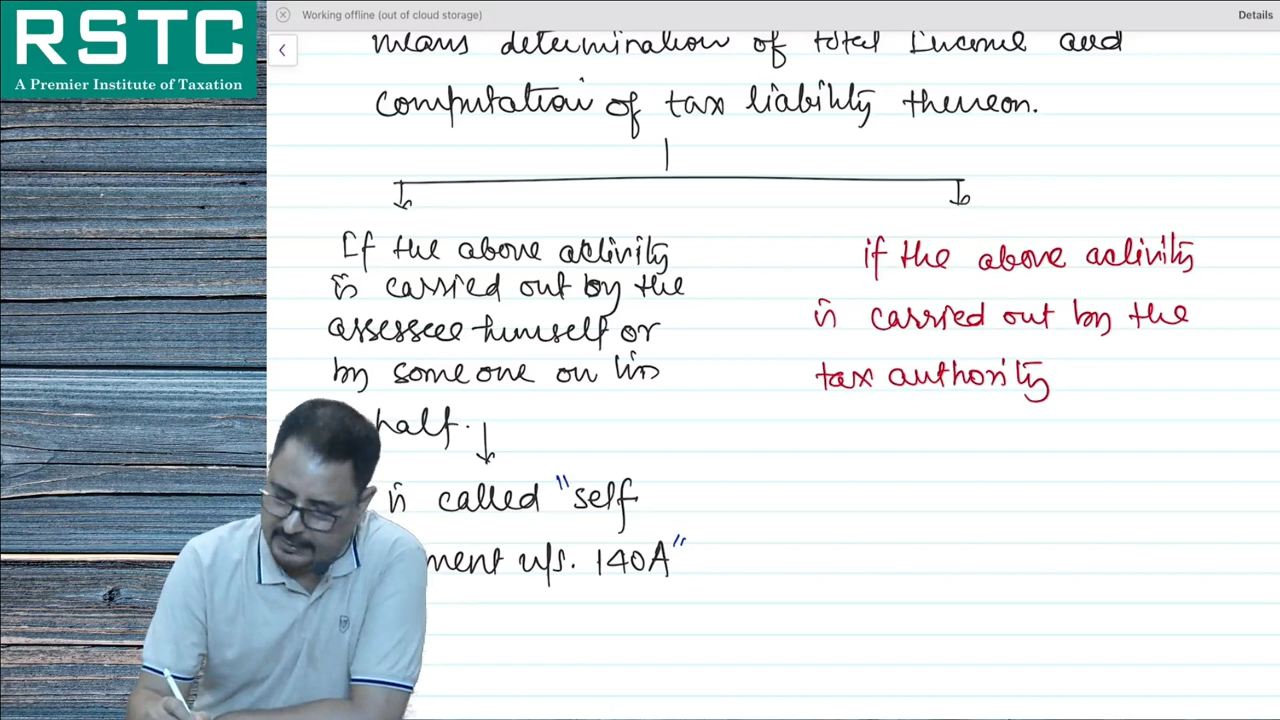 Working offline (out of cloud storage)
Details
RSTC
A Premier Institute of Taxation
means determination of total Income and
computation of tax liability thereon.
If the above activity
is carried out by the
assessee himself or
by someone on his
half.
is called "self
ment u/s. 140A"
if the above activity
is carried out by the
tax authority